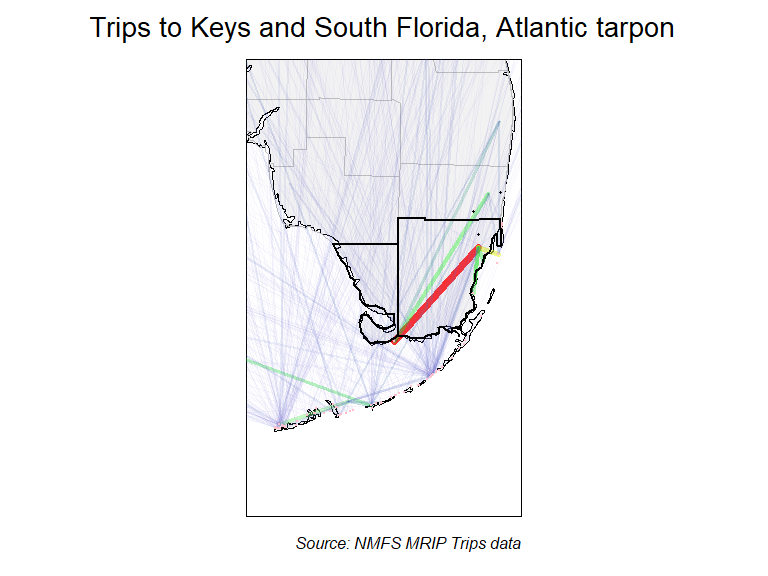 Trips to Keys and South Florida, Atlantic tarpon
Source: NMFS MRIP Trips data